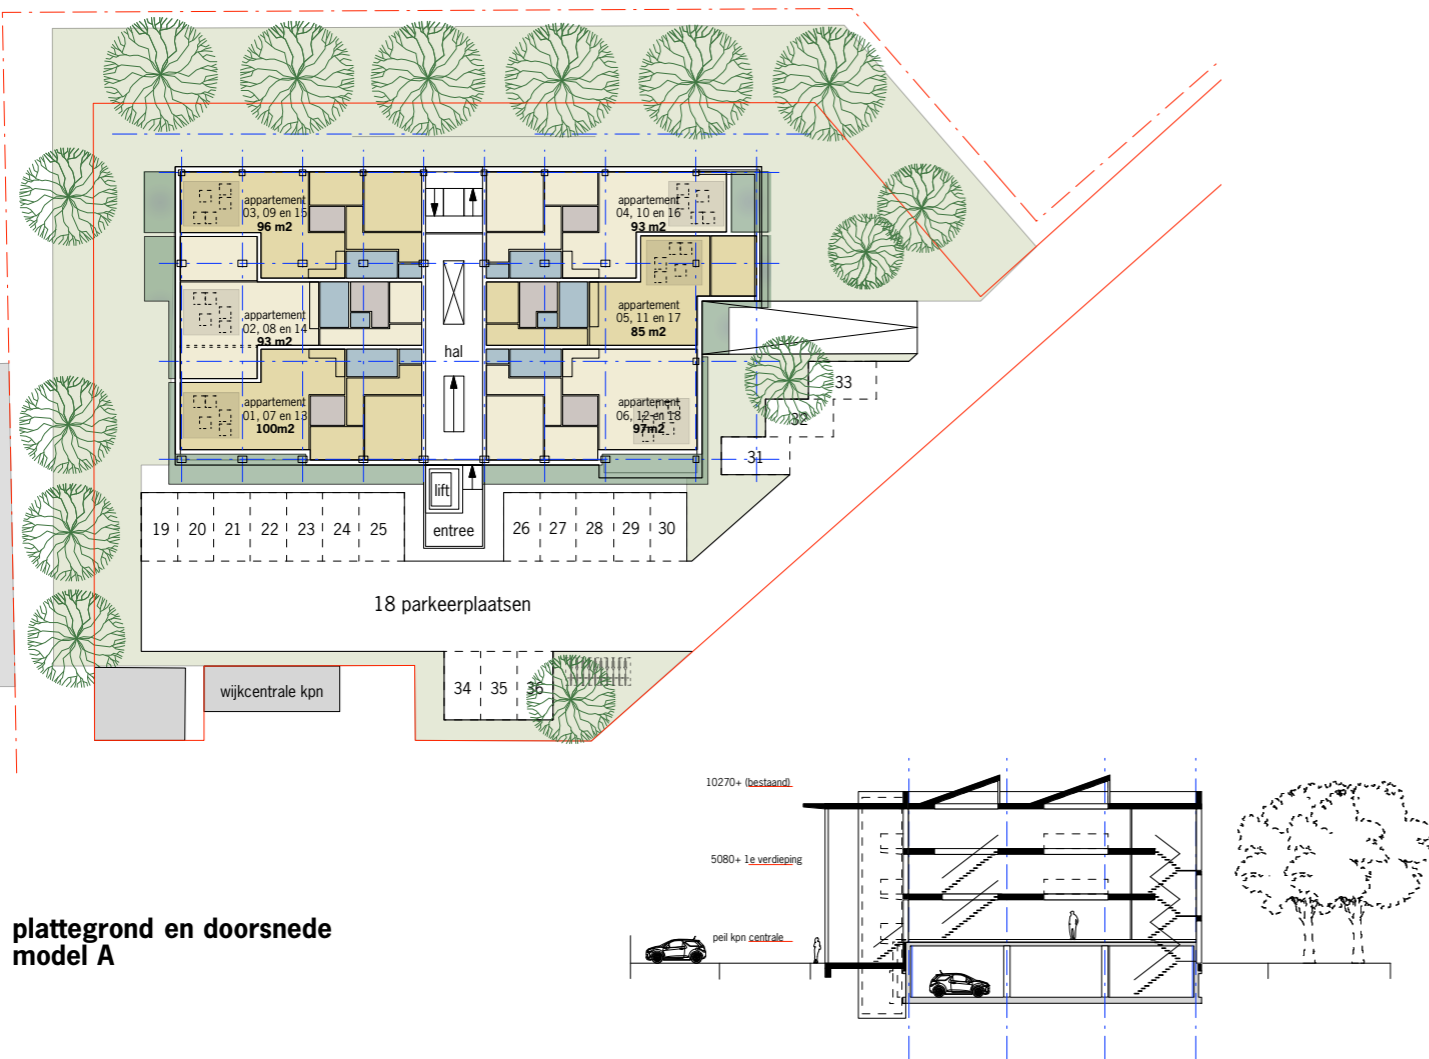 appartement
03, 09 en 15
96 m2
appartement
04, 10 en 16
93 m2
appartement
02, 08 en 14
93 m2
appartement
05, 11 en 17
85 m2
hal
appartement
01, 07 en 13
100m2
appartement
06, 12 en 18
97m2
33
32
31
lift
entree
19 20 21 22 23 24 25
26 27 28 29 30
18 parkeerplaatsen
wijkcentrale kpn
34 35 36
10270+ (bestaand)
5080+ 1e verdieping
peil kpn centrale
plattegrond en doorsnede
model A